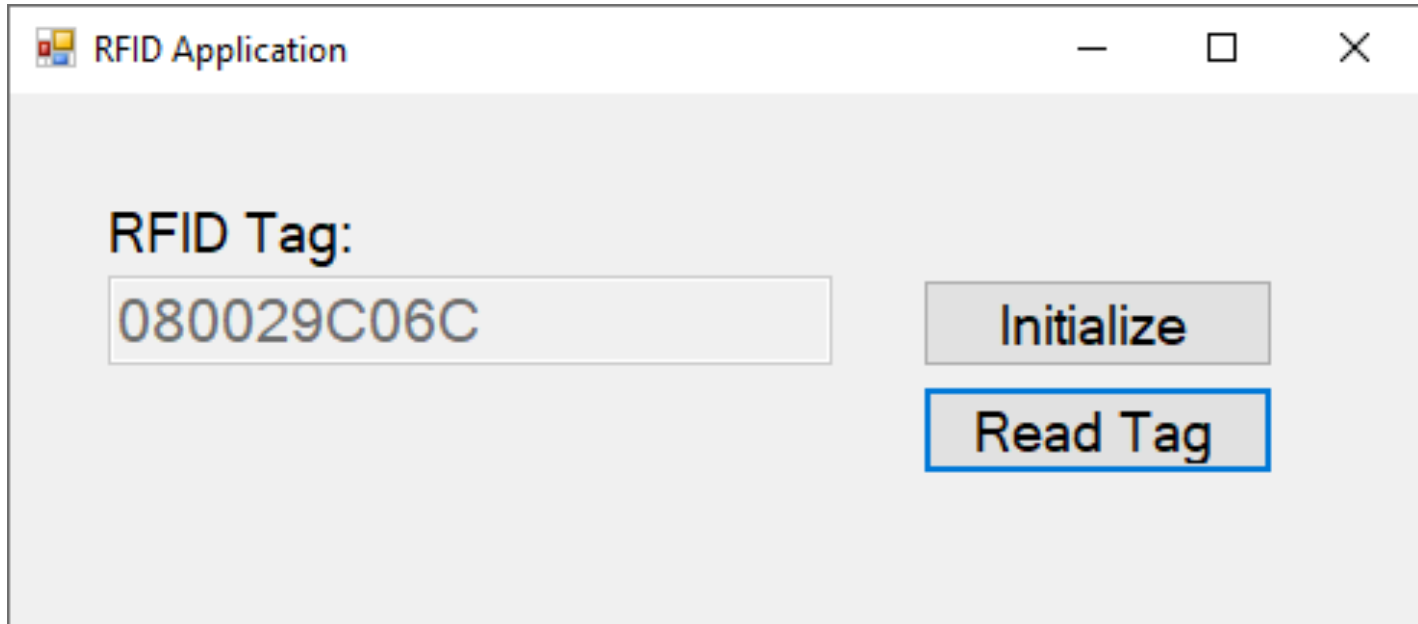 RFID Application
RFID Tag:
080029C06C
Initialize
Read Tag